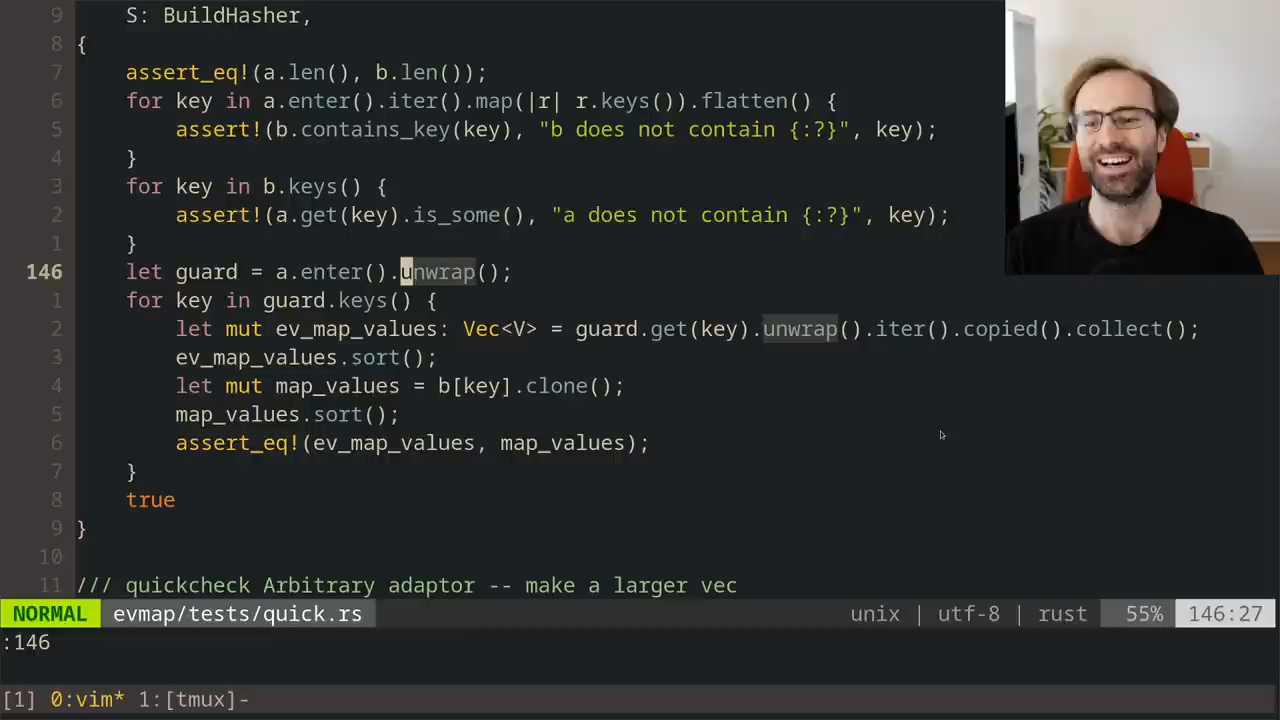 9     S: BuildHasher,
8 {
7     assert_eq!(a.len(), b.len());
6     for key in a.enter().iter().map(|r| r.keys()).flatten() {
5         assert!(b.contains_key(key), "b does not contain {:?}", key);
4     }
3     for key in b.keys() {
2         assert!(a.get(key).is_some(), "a does not contain {:?}", key);
1     }
146     let guard = a.enter().unwrap();
1     for key in guard.keys() {
2         let mut ev_map_values: Vec<V> = guard.get(key).unwrap().iter().copied().collect();
3         ev_map_values.sort();
4         let mut map_values = b[key].clone();
5         map_values.sort();
6         assert_eq!(ev_map_values, map_values);
7     }
8     true
9 }
10
11 /// quickcheck Arbitrary adaptor -- make a larger vec
NORMAL evmap/tests/quick.rs unix | utf-8 | rust 55% 146:27
:146
[1] 0:vim* 1:[tmux]-